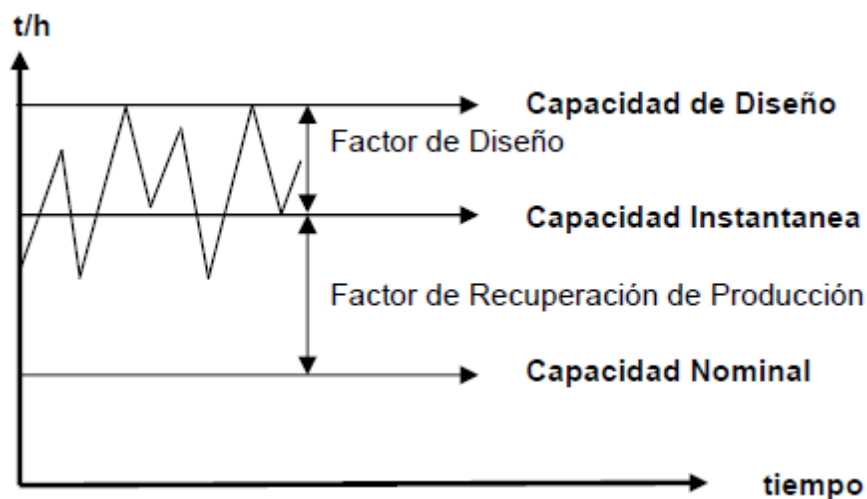 t/h
Capacidad de Diseño
Factor de Diseño
Capacidad Instantanea
Factor de Recuperación de Producción
Capacidad Nominal
tiempo